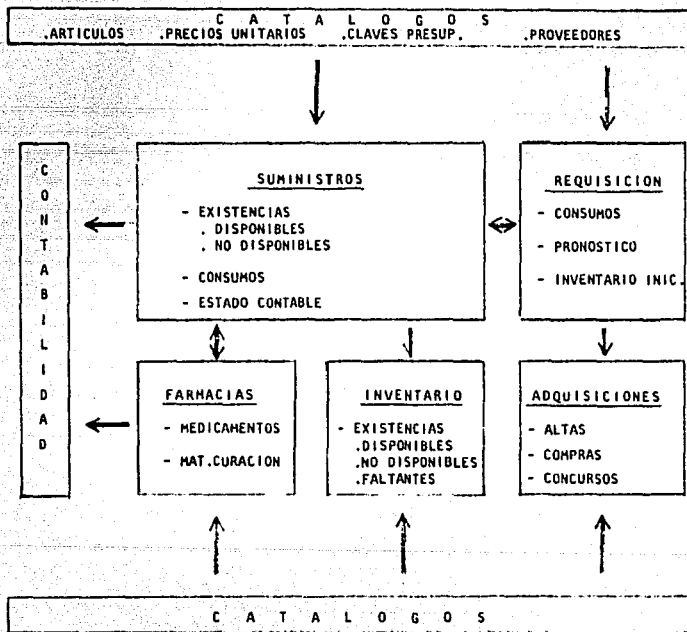 C A T A L O G O S
.ARTICULOS .PRECIOS UNITARIOS .CLAVES PRESUP. .PROVEEDORES
C
O
N
T
A
B
I
L
I
D
A
D
SUMINISTROS
- EXISTENCIAS
. DISPONIBLES
. NO DISPONIBLES
- CONSUMOS
- ESTADO CONTABLE
REQUISICION
- CONSUMOS
- PRONOSTICO
- INVENTARIO INIC.
FARMACIAS
- MEDICAMENTOS
- MAT.CURACION
INVENTARIO
- EXISTENCIAS
.DISPONIBLES
.NO DISPONIBLES
.FALTANTES
ADQUISICIONES
- ALTAS
- COMPRAS
- CONCURSOS
C A T A L O G O S